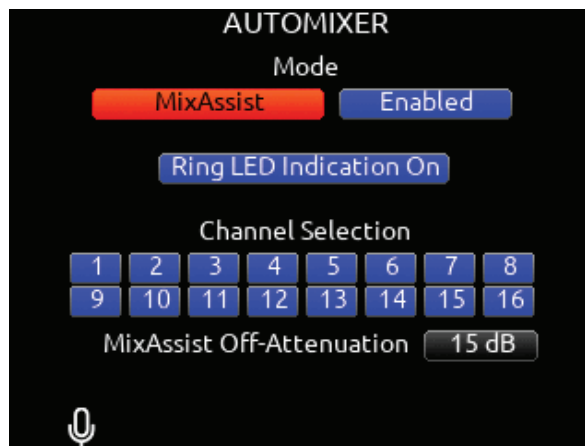 AUTOMIXER
Mode
MixAssist Enabled
Ring LED Indication On
Channel Selection
1 2 3 4 5 6 7 8
9 10 11 12 13 14 15 16
MixAssist Off-Attenuation 15 dB